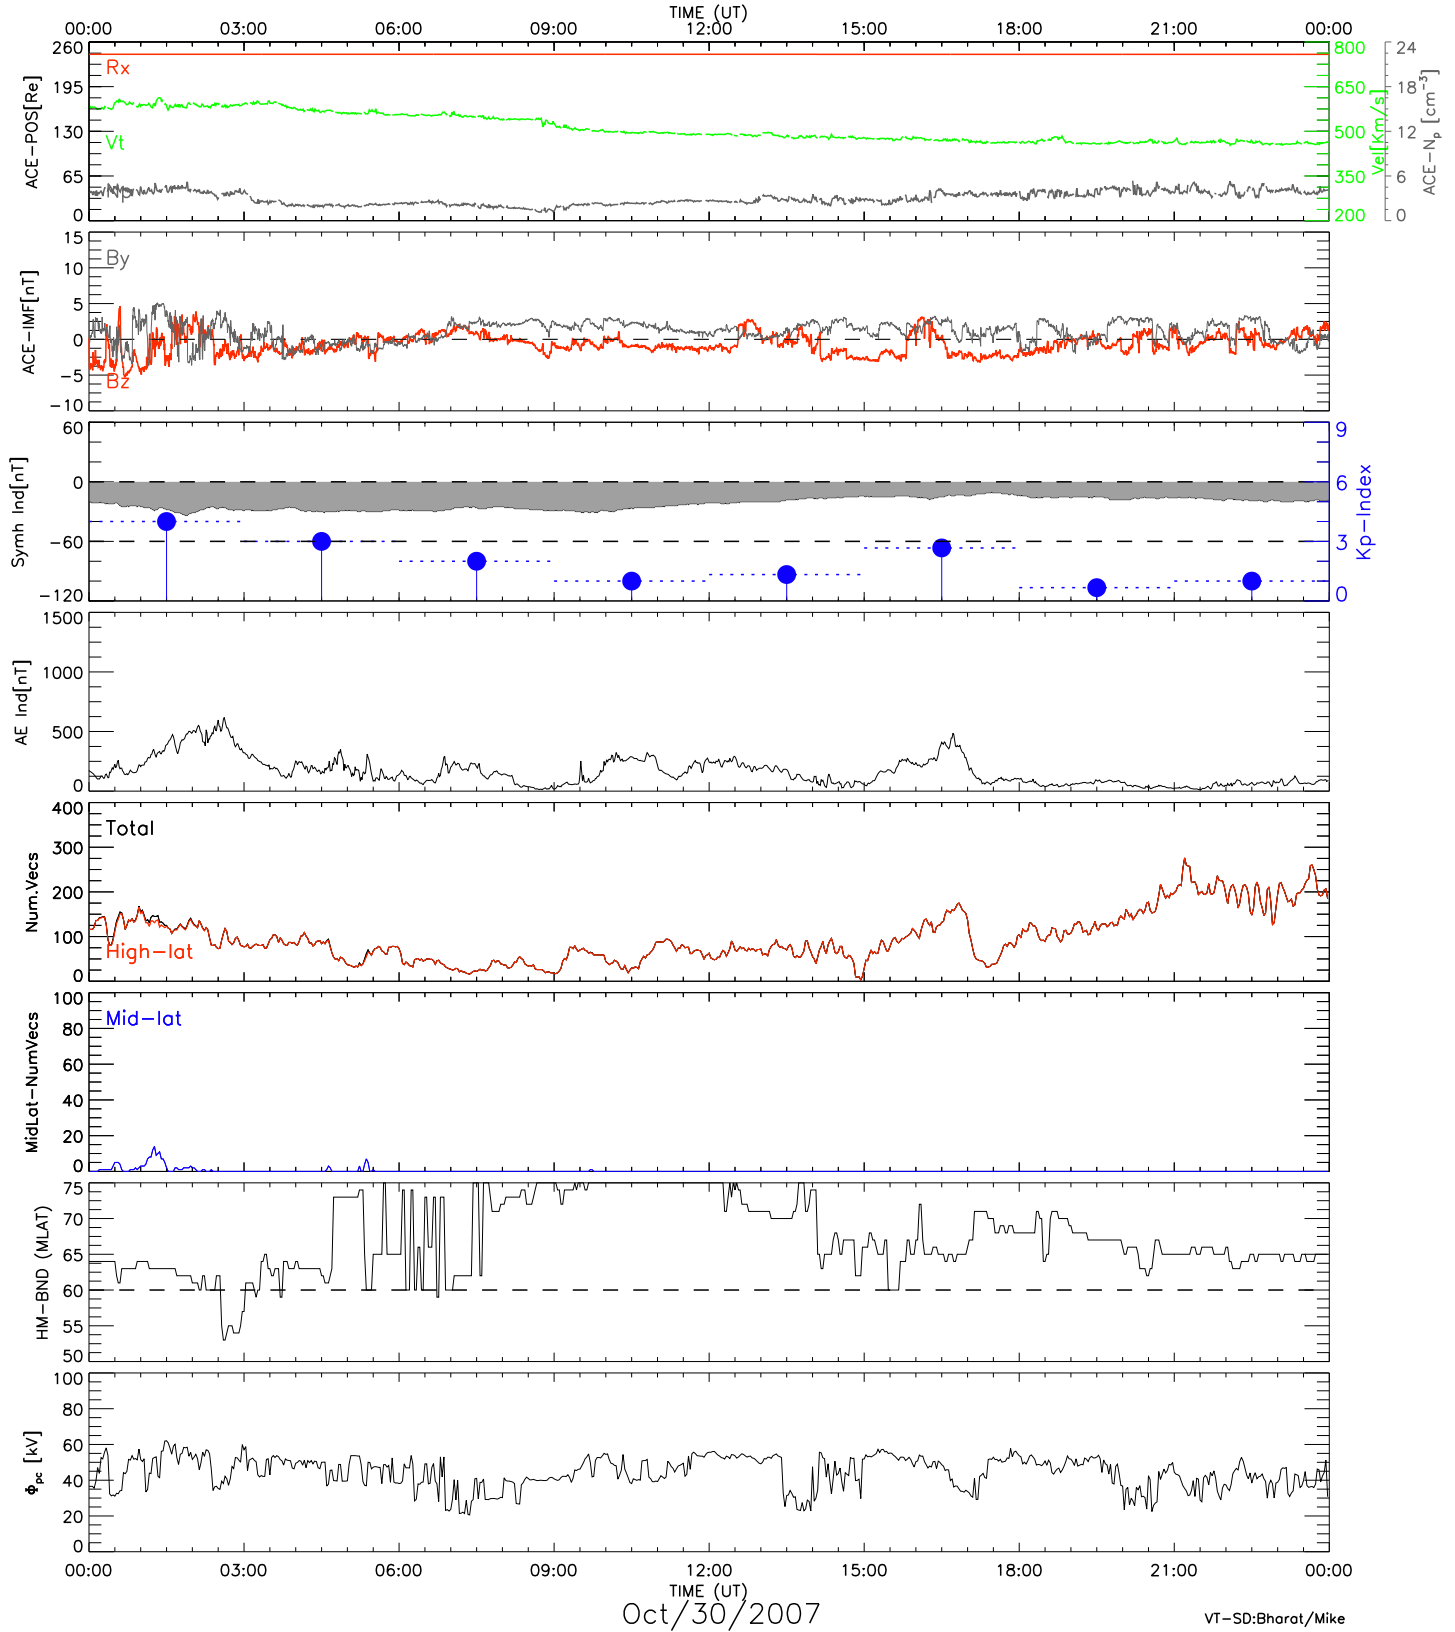 TIME (UT)
00:00 03:00 06:00 09:00 12:00 15:00 18:00 21:00 00:00
260
195
130
65
0
ACE-POS[Re]
Rx
Vt
Np
800
650
500
350
200
Vel[Km/s]
24
18
12
6
0
ACE-Np [cm⁻³]
15
10
5
0
-5
-10
ACE-IMF[nT]
By
Bz
60
0
-60
-120
Symh Ind[nT]
9
6
3
0
Kp-Index
1500
1000
500
0
AE Ind[nT]
400
300
200
100
0
Num.Vecs
Total
High-lat
100
80
60
40
20
0
MidLat-NumVecs
Mid-lat
75
70
65
60
55
50
HM-BND (MLAT)
100
80
60
40
20
0
Φpc [kV]
00:00 03:00 06:00 09:00 12:00 15:00 18:00 21:00 00:00
TIME (UT)
Oct/30/2007
VT-SD:Bharat/Mike